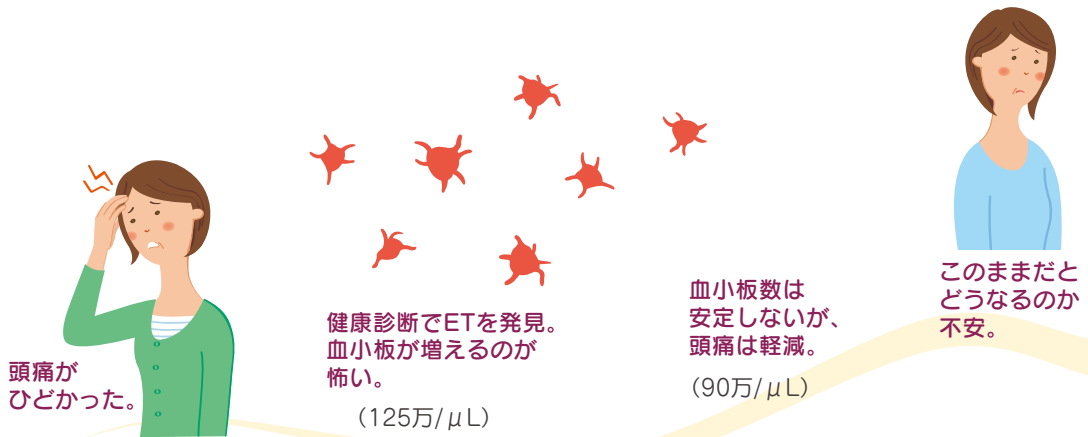 頭痛が
ひどかった。
健康診断でETを発見。
血小板が増えるのが
怖い。
（125万/μL）
血小板数は
安定しないが、
頭痛は軽減。
（90万/μL）
このままだと
どうなるのか
不安。